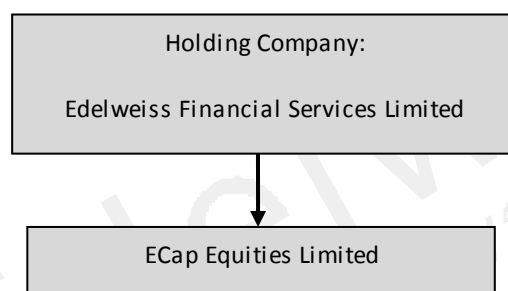 Holding Company:
Edelweiss Financial Services Limited
ECap Equities Limited